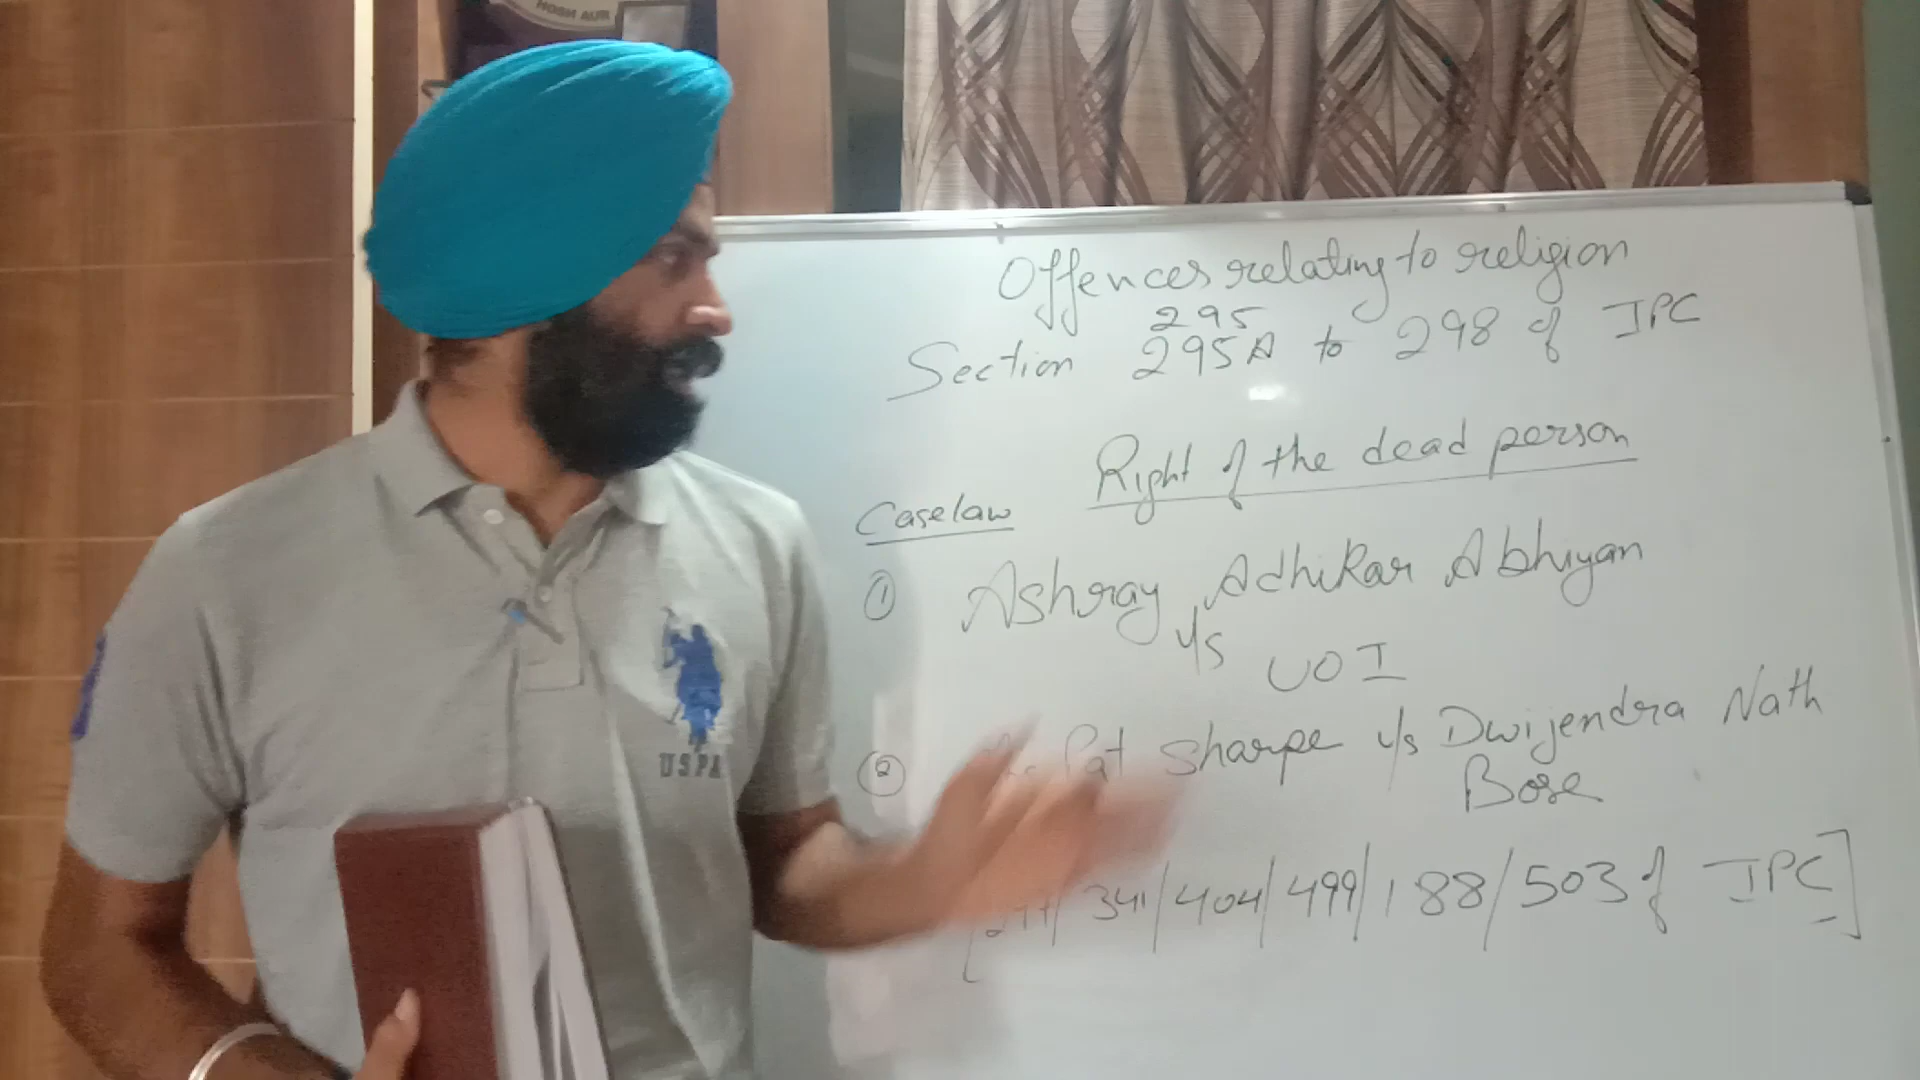 Offences relating to religion
295
Section 295A to 298 of IPC
Right of the dead person
Caselaw
① Ashray Adhikar Abhiyan
v/s UOI
② Pat Sharpe v/s Dwijendra Nath
Bose
341/404/499/188/503 of IPC]
USPA